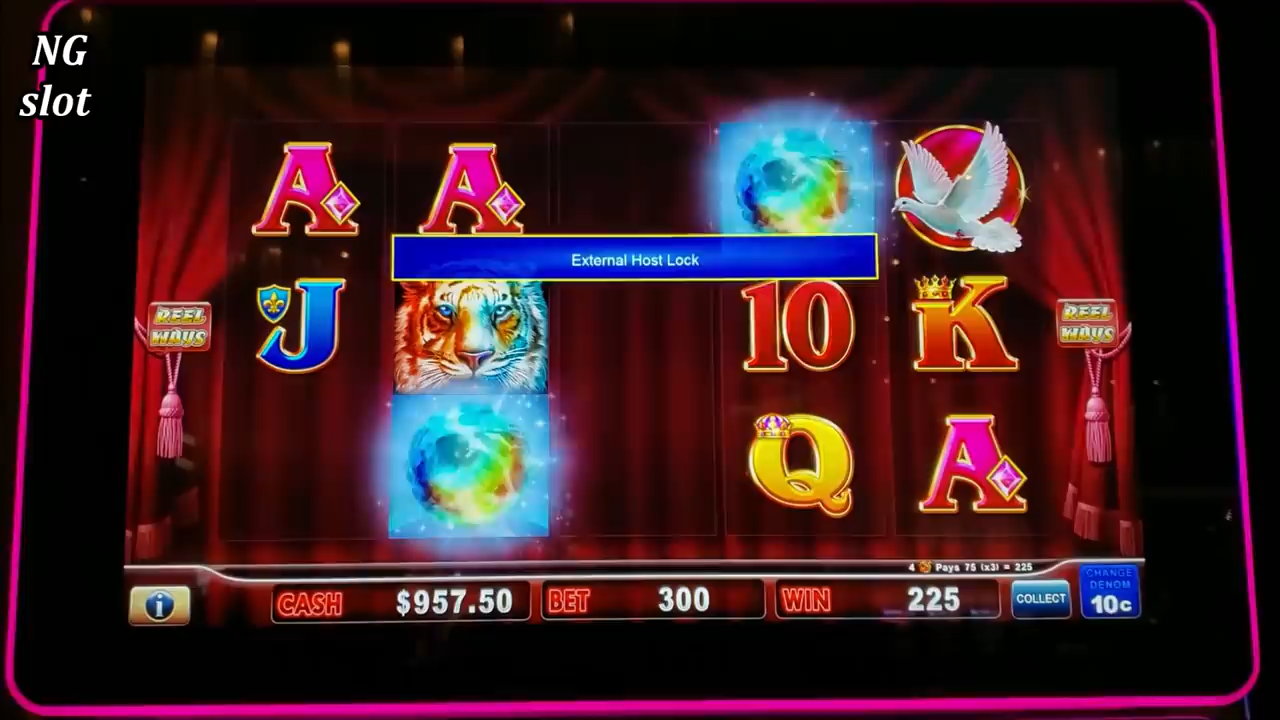 NG
slot
A
A
External Host Lock
J
10
K
REEL
WAYS
REEL
WAYS
Q
A
4 Pays 75 (x3) = 225
CASH $957.50 BET 300 WIN 225 COLLECT
CHANGE
DENOM
10c
i